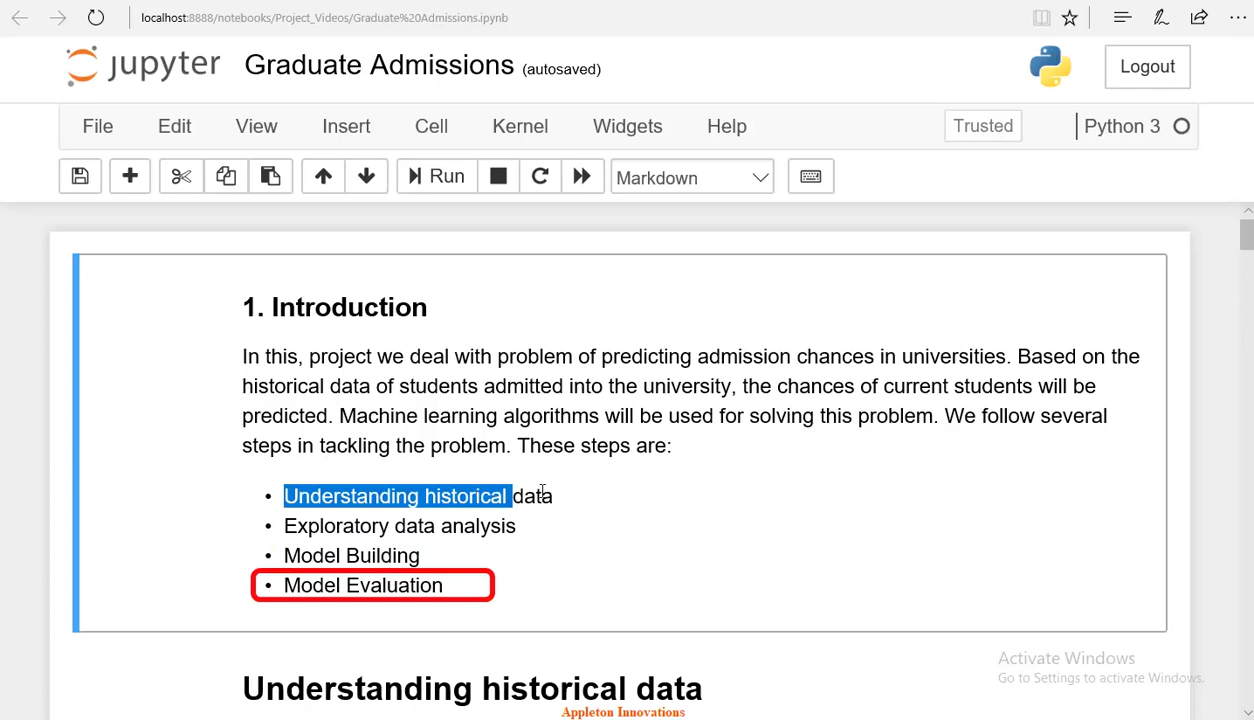 localhost:8888/notebooks/Project_Videos/Graduate%20Admissions.ipynb
jupyter Graduate Admissions (autosaved) Logout
File Edit View Insert Cell Kernel Widgets Help Trusted Python 3
Run Markdown
1. Introduction
In this, project we deal with problem of predicting admission chances in universities. Based on the
historical data of students admitted into the university, the chances of current students will be
predicted. Machine learning algorithms will be used for solving this problem. We follow several
steps in tackling the problem. These steps are:
• Understanding historical data
• Exploratory data analysis
• Model Building
• Model Evaluation
Activate Windows
Go to Settings to activate Windows.
Understanding historical data
Appleton Innovations